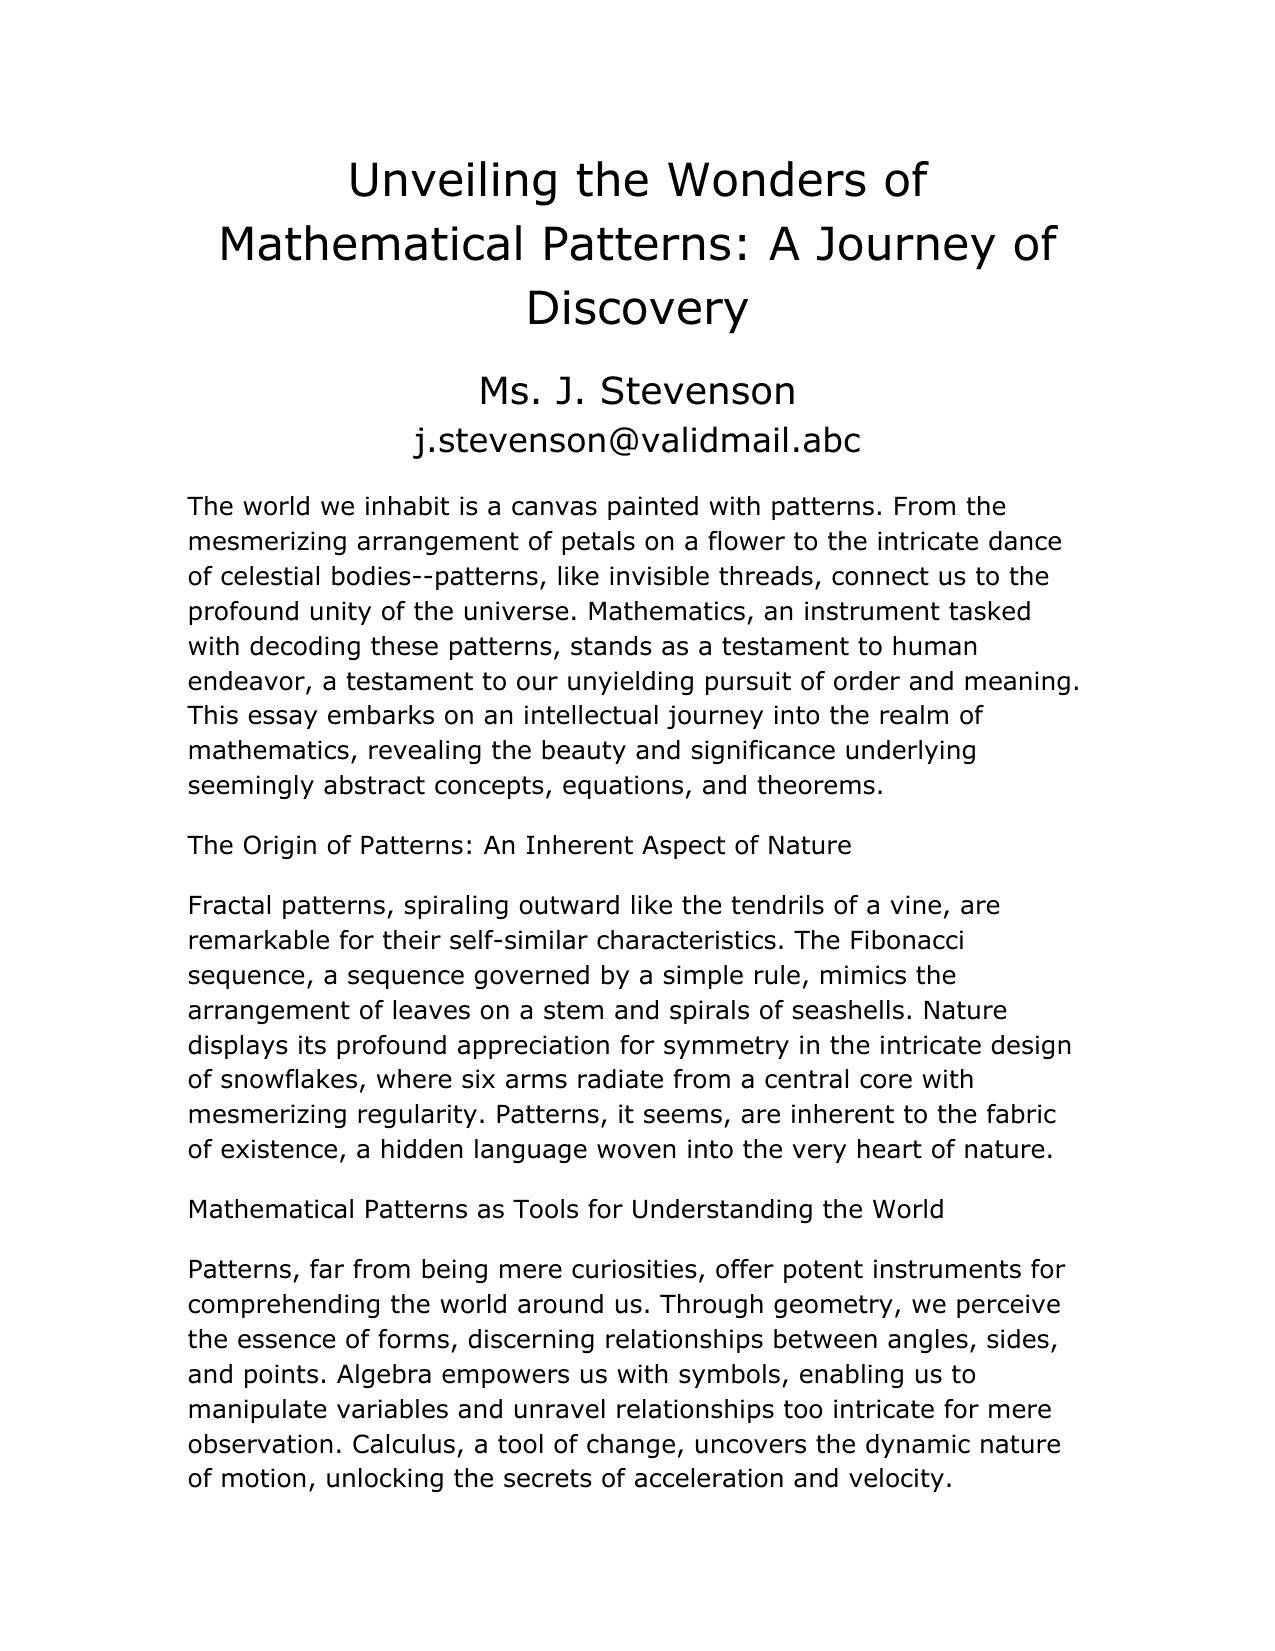 Unveiling the Wonders of
Mathematical Patterns: A Journey of
Discovery
Ms. J. Stevenson
j.stevenson@validmail.abc
The world we inhabit is a canvas painted with patterns. From the
mesmerizing arrangement of petals on a flower to the intricate dance
of celestial bodies--patterns, like invisible threads, connect us to the
profound unity of the universe. Mathematics, an instrument tasked
with decoding these patterns, stands as a testament to human
endeavor, a testament to our unyielding pursuit of order and meaning.
This essay embarks on an intellectual journey into the realm of
mathematics, revealing the beauty and significance underlying
seemingly abstract concepts, equations, and theorems.
The Origin of Patterns: An Inherent Aspect of Nature
Fractal patterns, spiraling outward like the tendrils of a vine, are
remarkable for their self-similar characteristics. The Fibonacci
sequence, a sequence governed by a simple rule, mimics the
arrangement of leaves on a stem and spirals of seashells. Nature
displays its profound appreciation for symmetry in the intricate design
of snowflakes, where six arms radiate from a central core with
mesmerizing regularity. Patterns, it seems, are inherent to the fabric
of existence, a hidden language woven into the very heart of nature.
Mathematical Patterns as Tools for Understanding the World
Patterns, far from being mere curiosities, offer potent instruments for
comprehending the world around us. Through geometry, we perceive
the essence of forms, discerning relationships between angles, sides,
and points. Algebra empowers us with symbols, enabling us to
manipulate variables and unravel relationships too intricate for mere
observation. Calculus, a tool of change, uncovers the dynamic nature
of motion, unlocking the secrets of acceleration and velocity.